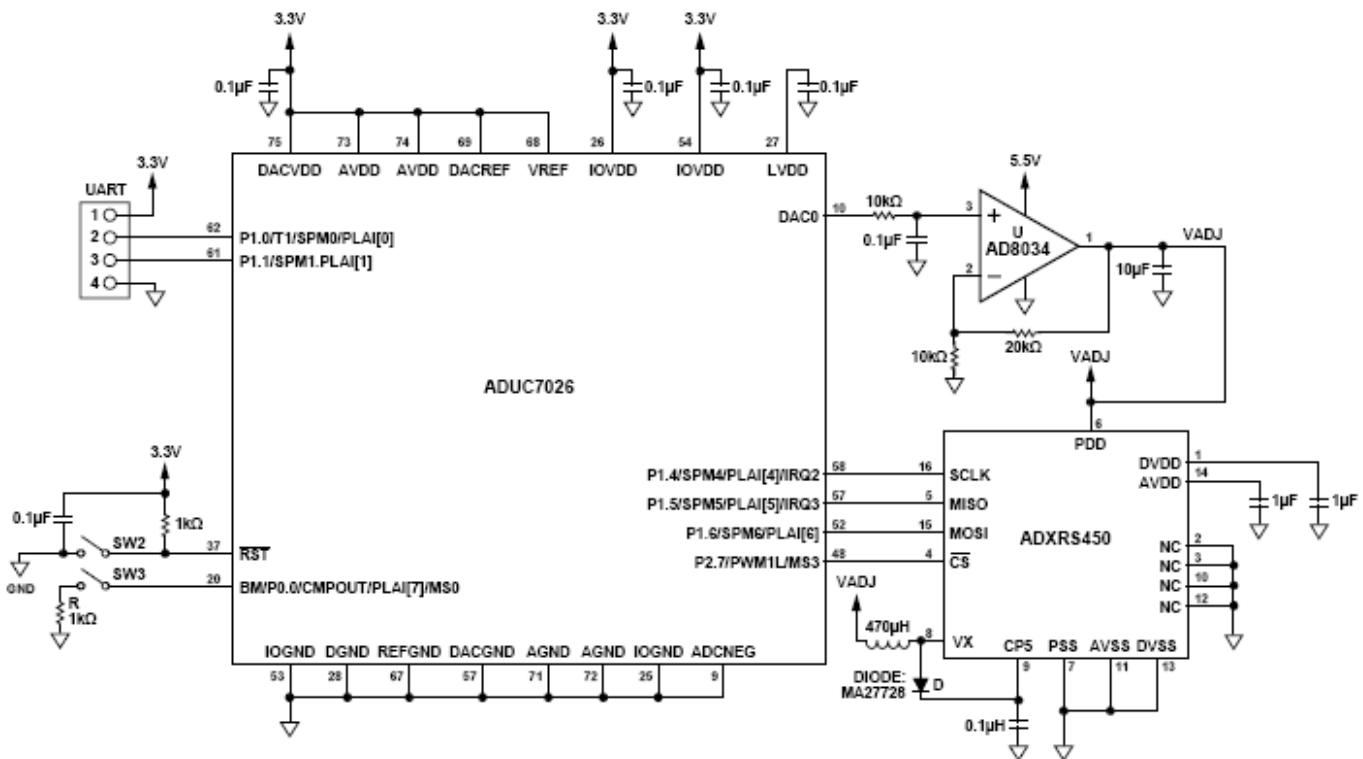 3.3V
3.3V
3.3V
0.1µF
0.1µF
0.1µF
0.1µF
75
73
74
69
68
26
54
27
DACVDD
AVDD
AVDD
DACREF
VREF
IOVDD
IOVDD
LVDD
3.3V
UART
1
2
3
4
62
61
P1.0/T1/SPM0/PLAI[0]
P1.1/SPM1.PLAI[1]
DAC0
10
10kΩ
0.1µF
5.5V
3
+
U
AD8034
2
−
1
VADJ
10µF
20kΩ
10kΩ
VADJ
ADUC7026
6
PDD
3.3V
0.1µF
1kΩ
SW2
37
RST
GND
SW3
20
BM/P0.0/CMPOUT/PLAI[7]/MS0
R
1kΩ
P1.4/SPM4/PLAI[4]/IRQ2
58
16
SCLK
P1.5/SPM5/PLAI[5]/IRQ3
57
5
MISO
P1.6/SPM6/PLAI[6]
52
15
MOSI
P2.7/PWM1L/MS3
48
4
CS
ADXRS450
DVDD
1
AVDD
14
1µF
1µF
NC
2
NC
3
NC
10
NC
12
VADJ
470µH
8
VX
CP5
PSS
AVSS
DVSS
9
7
11
13
DIODE:
MA27728
D
0.1µH
IOGND
DGND
REFGND
DACGND
AGND
AGND
IOGND
ADCNEG
53
28
67
57
71
72
25
9